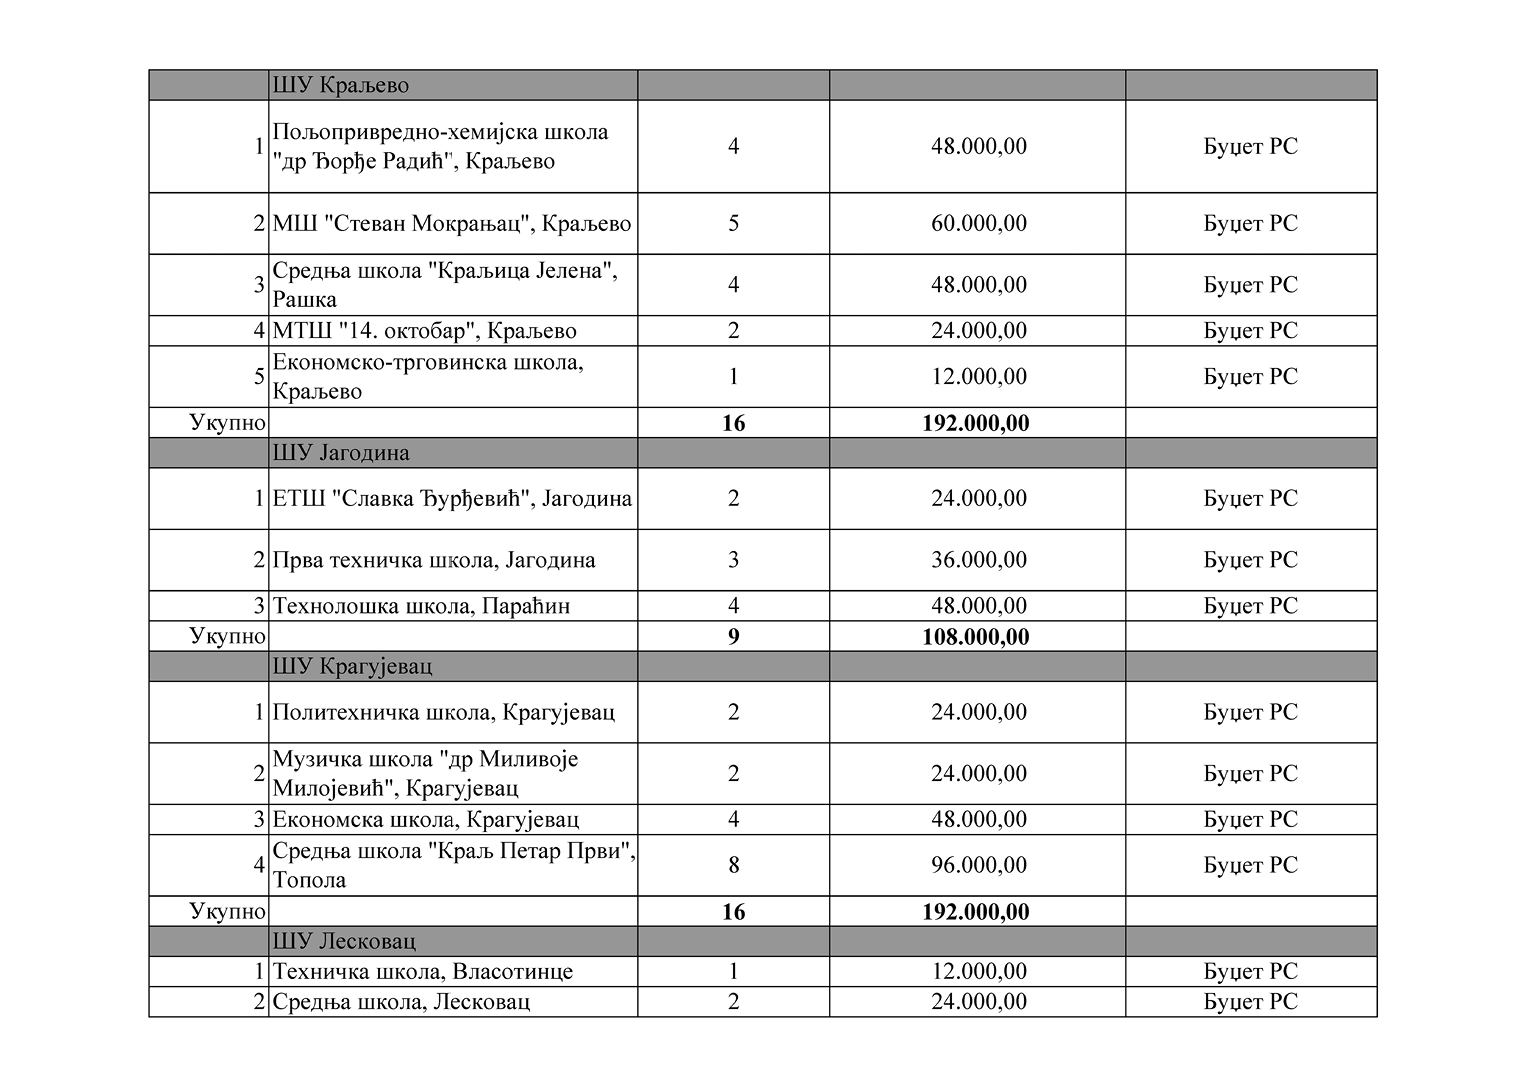 ШУ Краљево
1 Пољопривредно-хемијска школа "др Ђорђе Радић", Краљево 4 48.000,00 Буџет РС
2 МШ "Стеван Мокрањац", Краљево 5 60.000,00 Буџет РС
3 Средња школа "Краљица Јелена", Рашка 4 48.000,00 Буџет РС
4 МТШ "14. октобар", Краљево 2 24.000,00 Буџет РС
5 Економско-трговинска школа, Краљево 1 12.000,00 Буџет РС
Укупно 16 192.000,00
ШУ Јагодина
1 ЕТШ "Славка Ђурђевић", Јагодина 2 24.000,00 Буџет РС
2 Прва техничка школа, Јагодина 3 36.000,00 Буџет РС
3 Технолошка школа, Параћин 4 48.000,00 Буџет РС
Укупно 9 108.000,00
ШУ Крагујевац
1 Политехничка школа, Крагујевац 2 24.000,00 Буџет РС
2 Музичка школа "др Миливоје Милојевић", Крагујевац 2 24.000,00 Буџет РС
3 Економска школа, Крагујевац 4 48.000,00 Буџет РС
4 Средња школа "Краљ Петар Први", Топола 8 96.000,00 Буџет РС
Укупно 16 192.000,00
ШУ Лесковац
1 Техничка школа, Власотинце 1 12.000,00 Буџет РС
2 Средња школа, Лесковац 2 24.000,00 Буџет РС